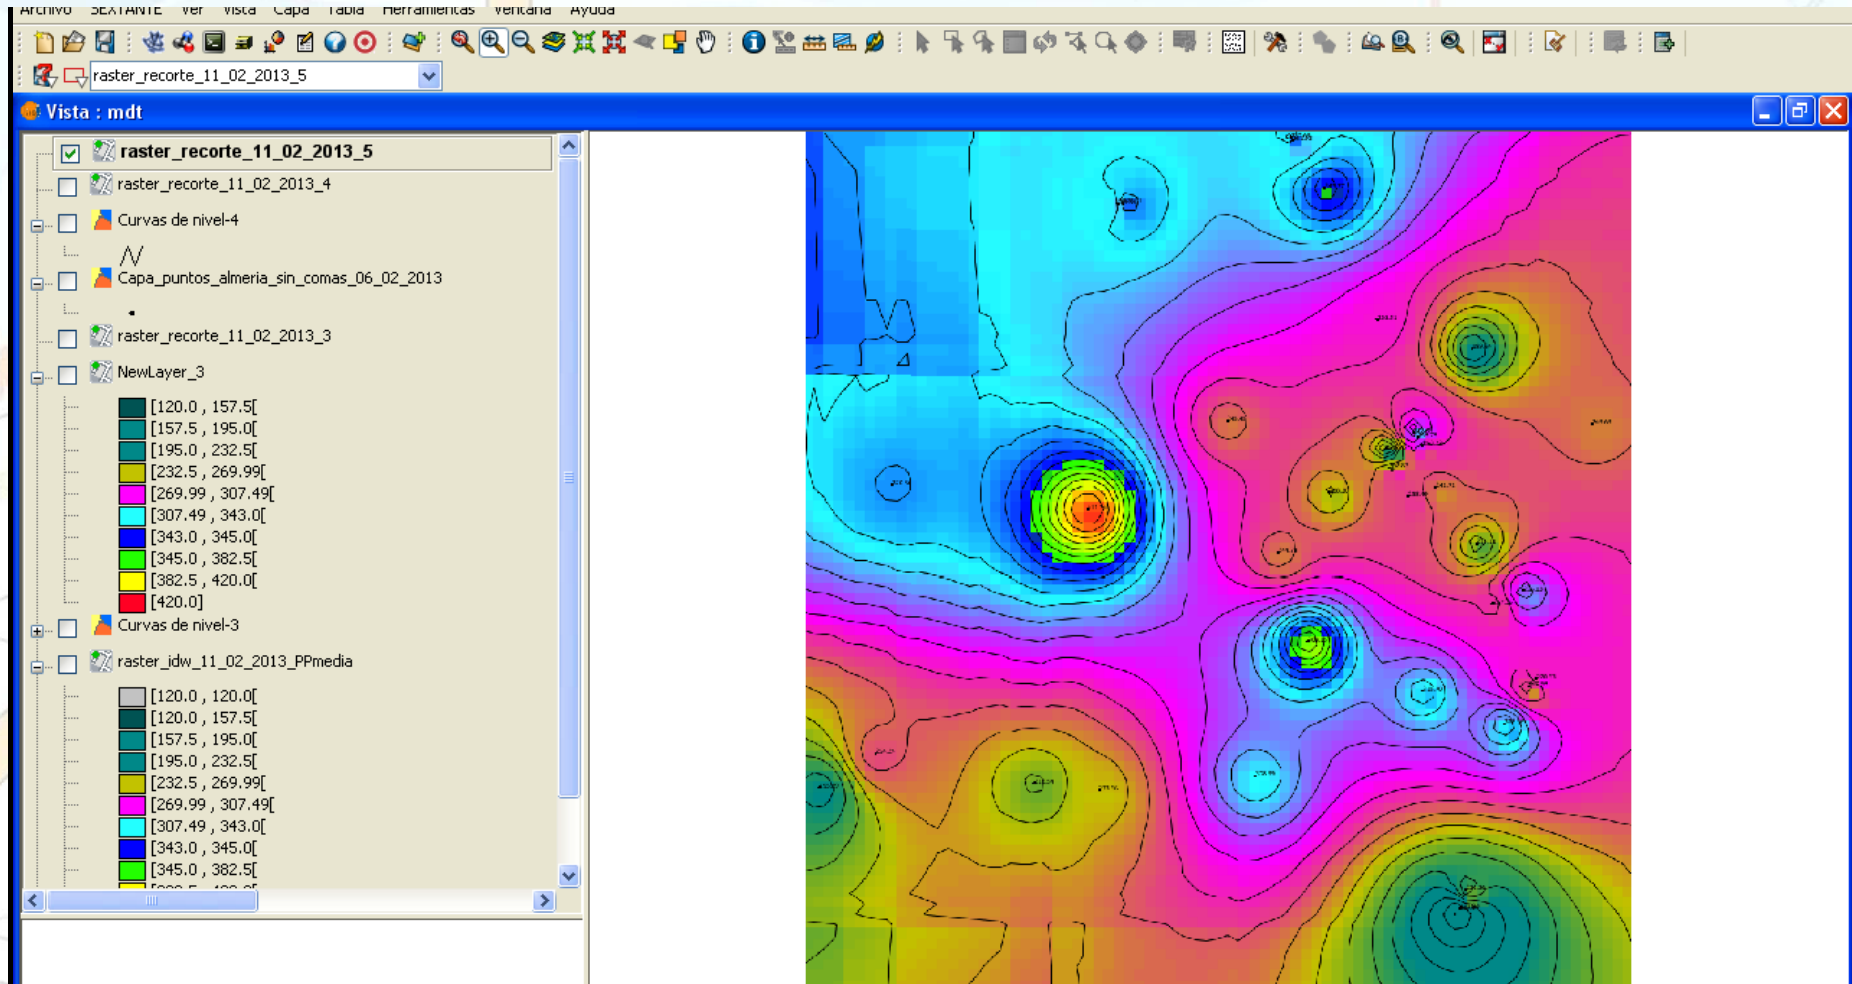 Archivo SEXTANTE Ver Vista Capa Tabla Herramientas Ventana Ayuda
raster_recorte_11_02_2013_5
Vista : mdt
raster_recorte_11_02_2013_5
raster_recorte_11_02_2013_4
Curvas de nivel-4
Capa_puntos_almeria_sin_comas_06_02_2013
raster_recorte_11_02_2013_3
NewLayer_3
[120.0 , 157.5[
[157.5 , 195.0[
[195.0 , 232.5[
[232.5 , 269.99[
[269.99 , 307.49[
[307.49 , 343.0[
[343.0 , 345.0[
[345.0 , 382.5[
[382.5 , 420.0[
[420.0]
Curvas de nivel-3
raster_idw_11_02_2013_PPmedia
[120.0 , 120.0[
[120.0 , 157.5[
[157.5 , 195.0[
[195.0 , 232.5[
[232.5 , 269.99[
[269.99 , 307.49[
[307.49 , 343.0[
[343.0 , 345.0[
[345.0 , 382.5[